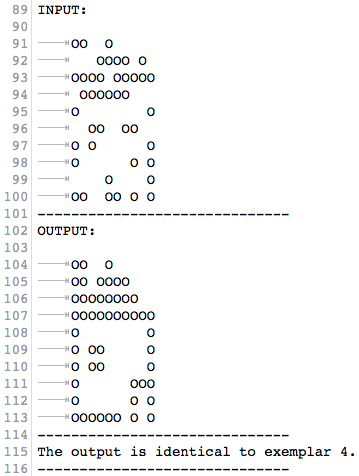 89 INPUT:
90
91 	OO  O
92 	   OOOO O
93 	OOOO OOOOO
94 	 OOOOOO
95 	O        O
96 	  OO  OO
97 	O O      O
98 	O      O O
99 	    O    O
100 	OO  OO O O
101 ------------------------------
102 OUTPUT:
103
104 	OO  O
105 	OO OOOO
106 	OOOOOOOO
107 	OOOOOOOOOO
108 	O        O
109 	O OO     O
110 	O OO     O
111 	O      OOO
112 	O      O O
113 	OOOOOO O O
114 ------------------------------
115 The output is identical to exemplar 4.
116 ------------------------------